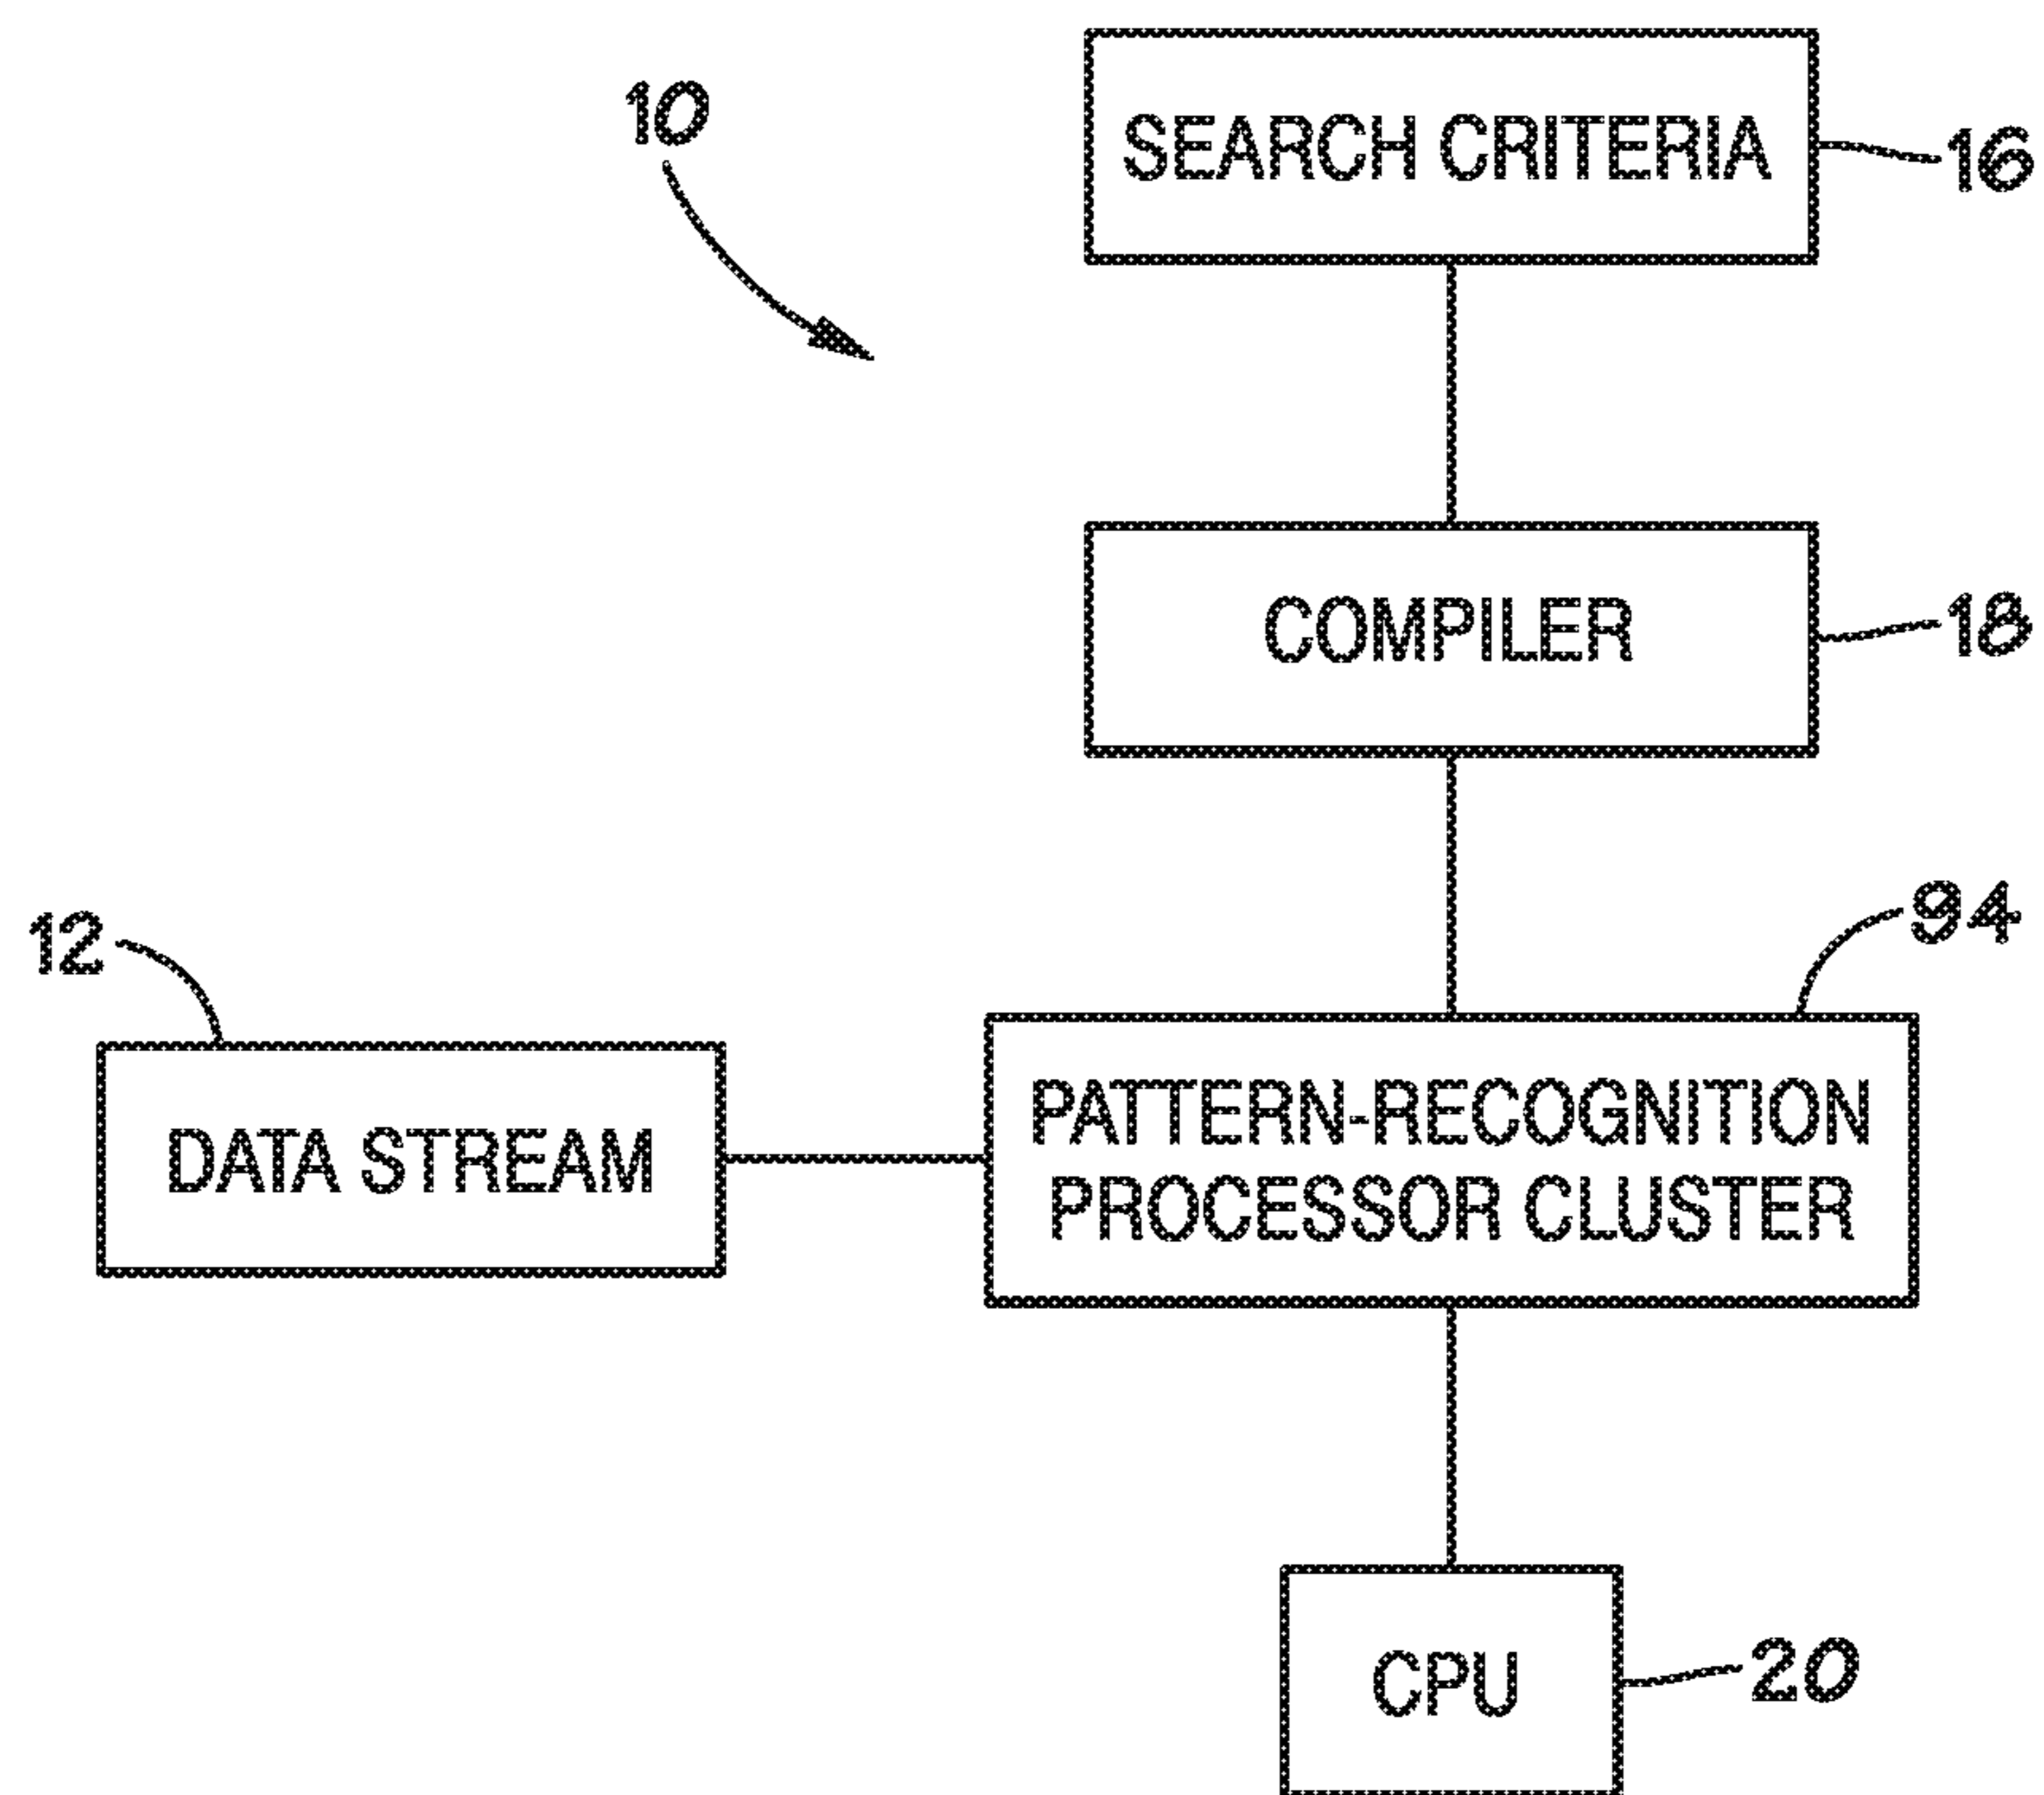 10
SEARCH CRITERIA
16
COMPILER
18
12
94
DATA STREAM
PATTERN-RECOGNITION
PROCESSOR CLUSTER
CPU
20